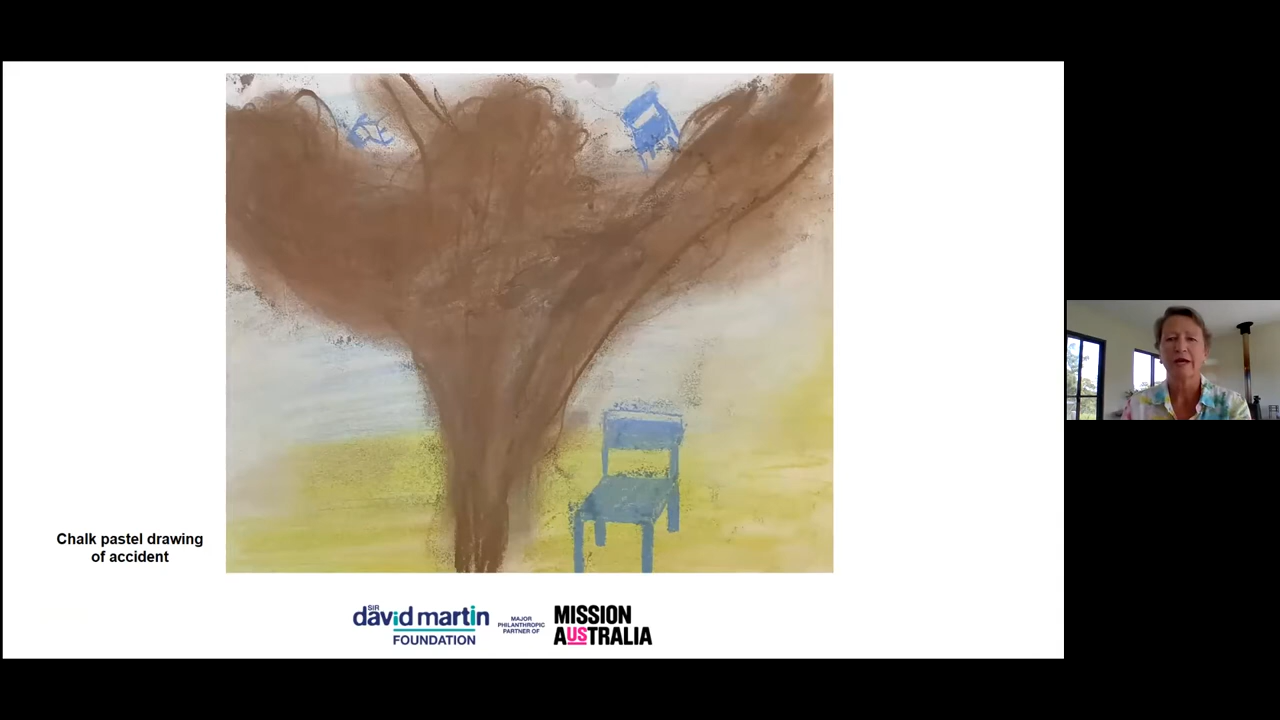 Chalk pastel drawing
of accident
SIR
david martin
FOUNDATION
MAJOR
PHILANTHROPIC
PARTNER OF
MISSION
AUSTRALIA